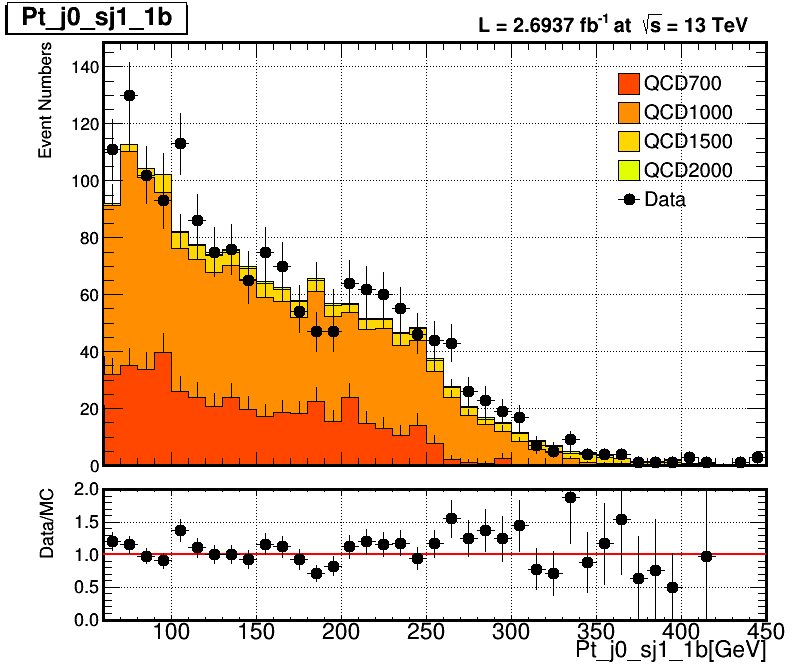 Pt_j0_sj1_1b
L = 2.6937 fb-1 at √s = 13 TeV
Event Numbers
140
120
100
80
60
40
20
0
QCD700
QCD1000
QCD1500
QCD2000
Data
Data/MC
2.0
1.5
1.0
0.5
0.0
100 150 200 250 300 350 400 450
Pt_j0_sj1_1b[GeV]